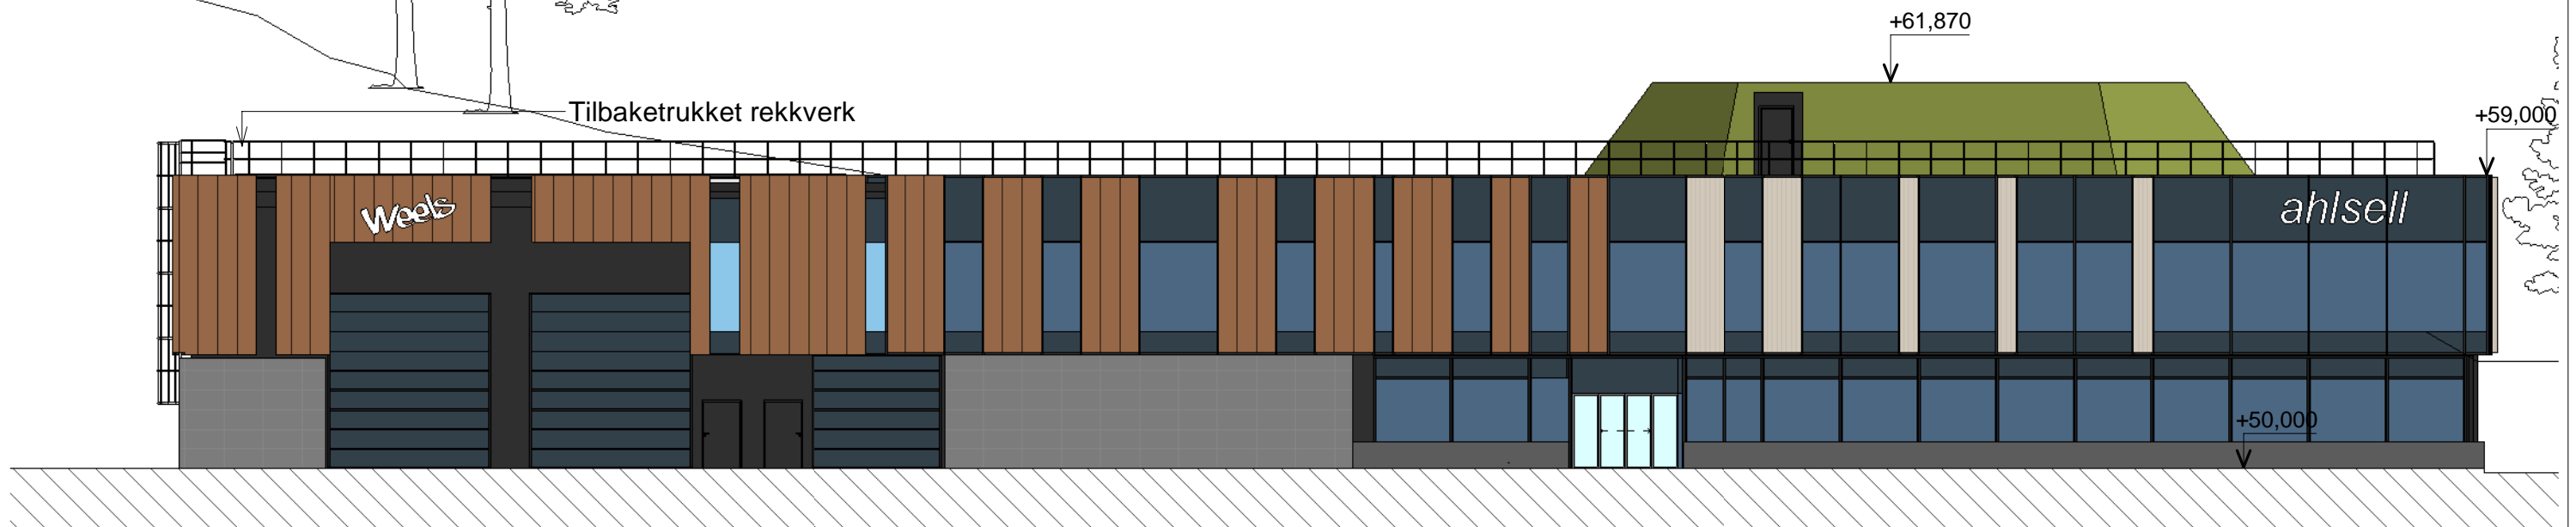 +61,870
Tilbaketrukket rekkverk
+59,000
Weels
ahlsell
+50,000